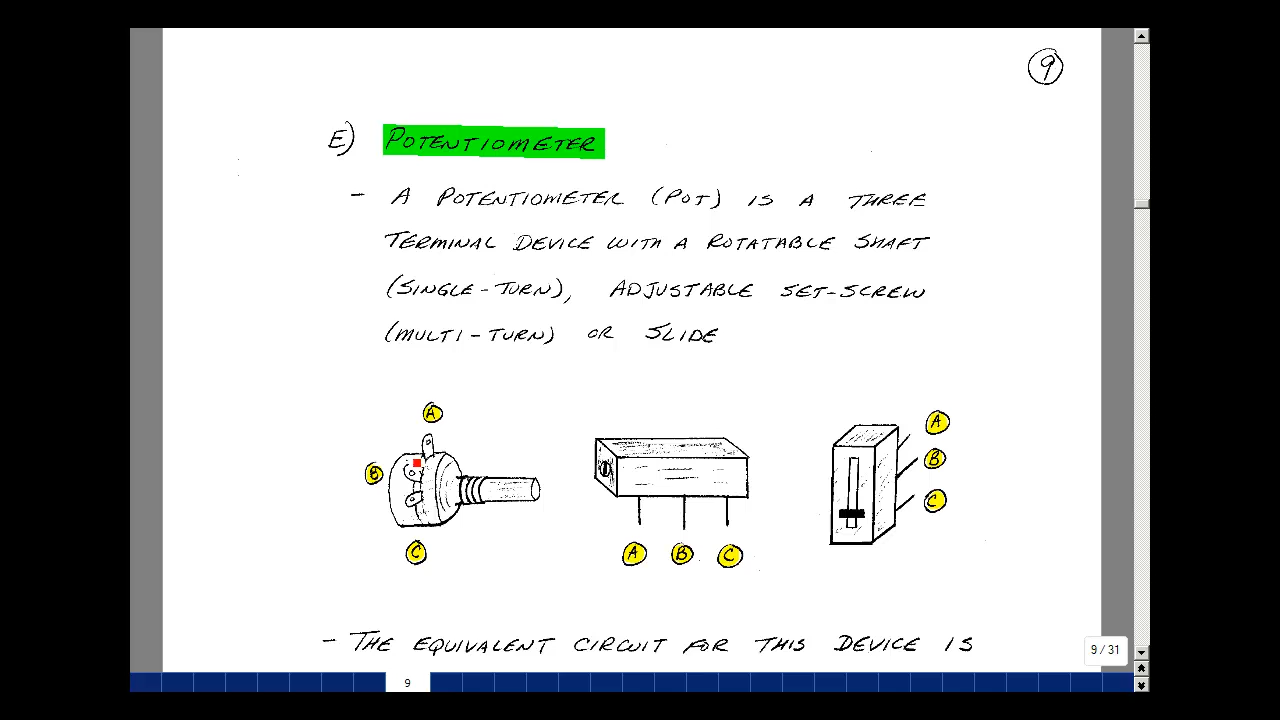 9
E) POTENTIOMETER
- A POTENTIOMETER (POT) IS A THREE
TERMINAL DEVICE WITH A ROTATABLE SHAFT
(SINGLE-TURN), ADJUSTABLE SET-SCREW
(MULTI-TURN) OR SLIDE
A
B
C
A B C
A
B
C
- THE EQUIVALENT CIRCUIT FOR THIS DEVICE IS
9 / 31
9